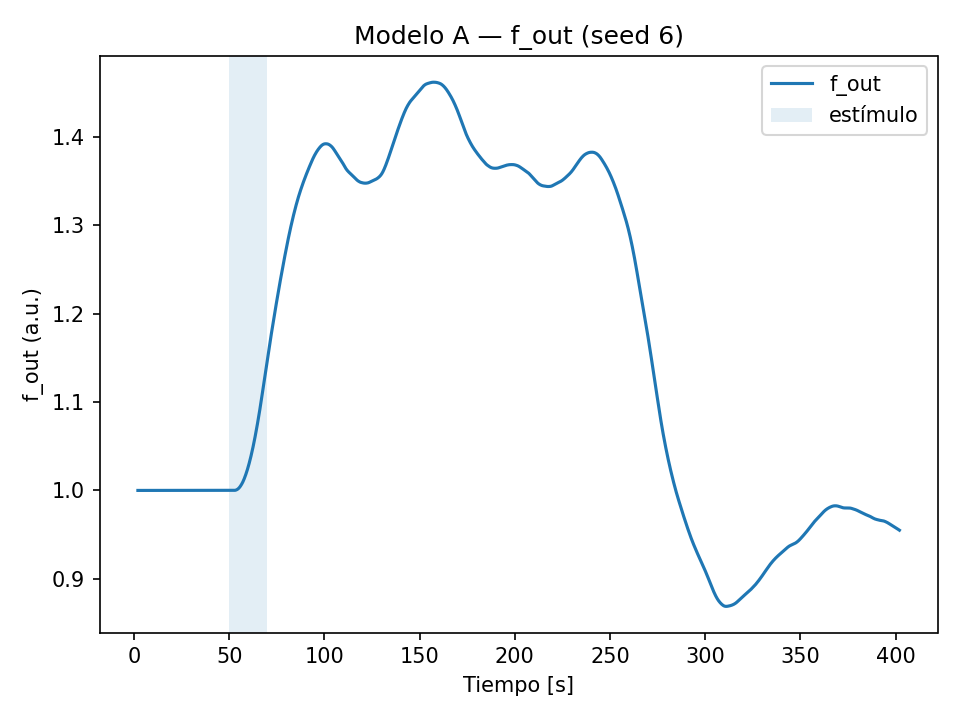 Modelo A — f_out (seed 6)
f_out
estímulo
f_out (a.u.)
1.4
1.3
1.2
1.1
1.0
0.9
0 50 100 150 200 250 300 350 400
Tiempo [s]